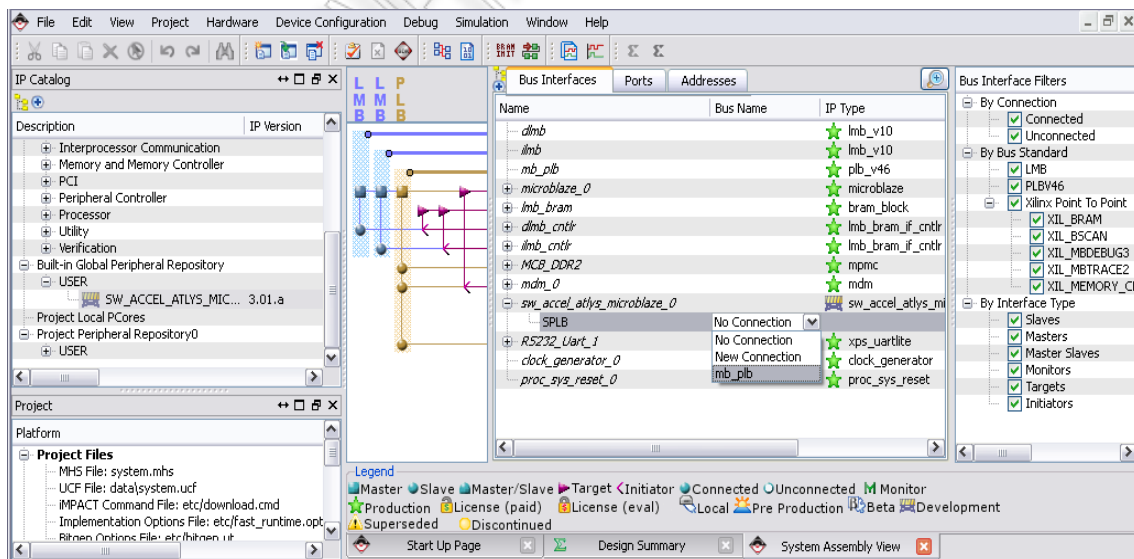 File Edit View Project Hardware Device Configuration Debug Simulation Window Help
IP Catalog
Description IP Version
Interprocessor Communication
Memory and Memory Controller
PCI
Peripheral Controller
Processor
Utility
Verification
Built-in Global Peripheral Repository
USER
SW_ACCEL_ATLYS_MIC... 3.01.a
Project Local PCores
Project Peripheral Repository0
USER
Project
Platform
Project Files
MHS File: system.mhs
UCF File: data\system.ucf
iMPACT Command File: etc/download.cmd
Implementation Options File: etc/fast_runtime.opt
Bitgen Options File: etc/bitgen.ut
L L P
M M L
B B B
Bus Interfaces Ports Addresses
Name Bus Name IP Type
dlmb lmb_v10
ilmb lmb_v10
mb_plb plb_v46
microblaze_0 microblaze
lmb_bram bram_block
dlmb_cntlr lmb_bram_if_cntlr
ilmb_cntlr lmb_bram_if_cntlr
MCB_DDR2 mpmc
mdm_0 mdm
sw_accel_atlys_microblaze_0 sw_accel_atlys_mi
SPLB No Connection
No Connection
New Connection
mb_plb
RS232_Uart_1 xps_uartlite
clock_generator_0 clock_generator
proc_sys_reset_0 proc_sys_reset
Bus Interface Filters
By Connection
Connected
Unconnected
By Bus Standard
LMB
PLBV46
Xilinx Point To Point
XIL_BRAM
XIL_BSCAN
XIL_MBDEBUG3
XIL_MBTRACE2
XIL_MEMORY_C
By Interface Type
Slaves
Masters
Master Slaves
Monitors
Targets
Initiators
Legend
Master Slave Master/Slave Target Initiator Connected Unconnected M Monitor
Production License (paid) License (eval) Local Pre Production Beta Development
Superseded Discontinued
Start Up Page Design Summary System Assembly View